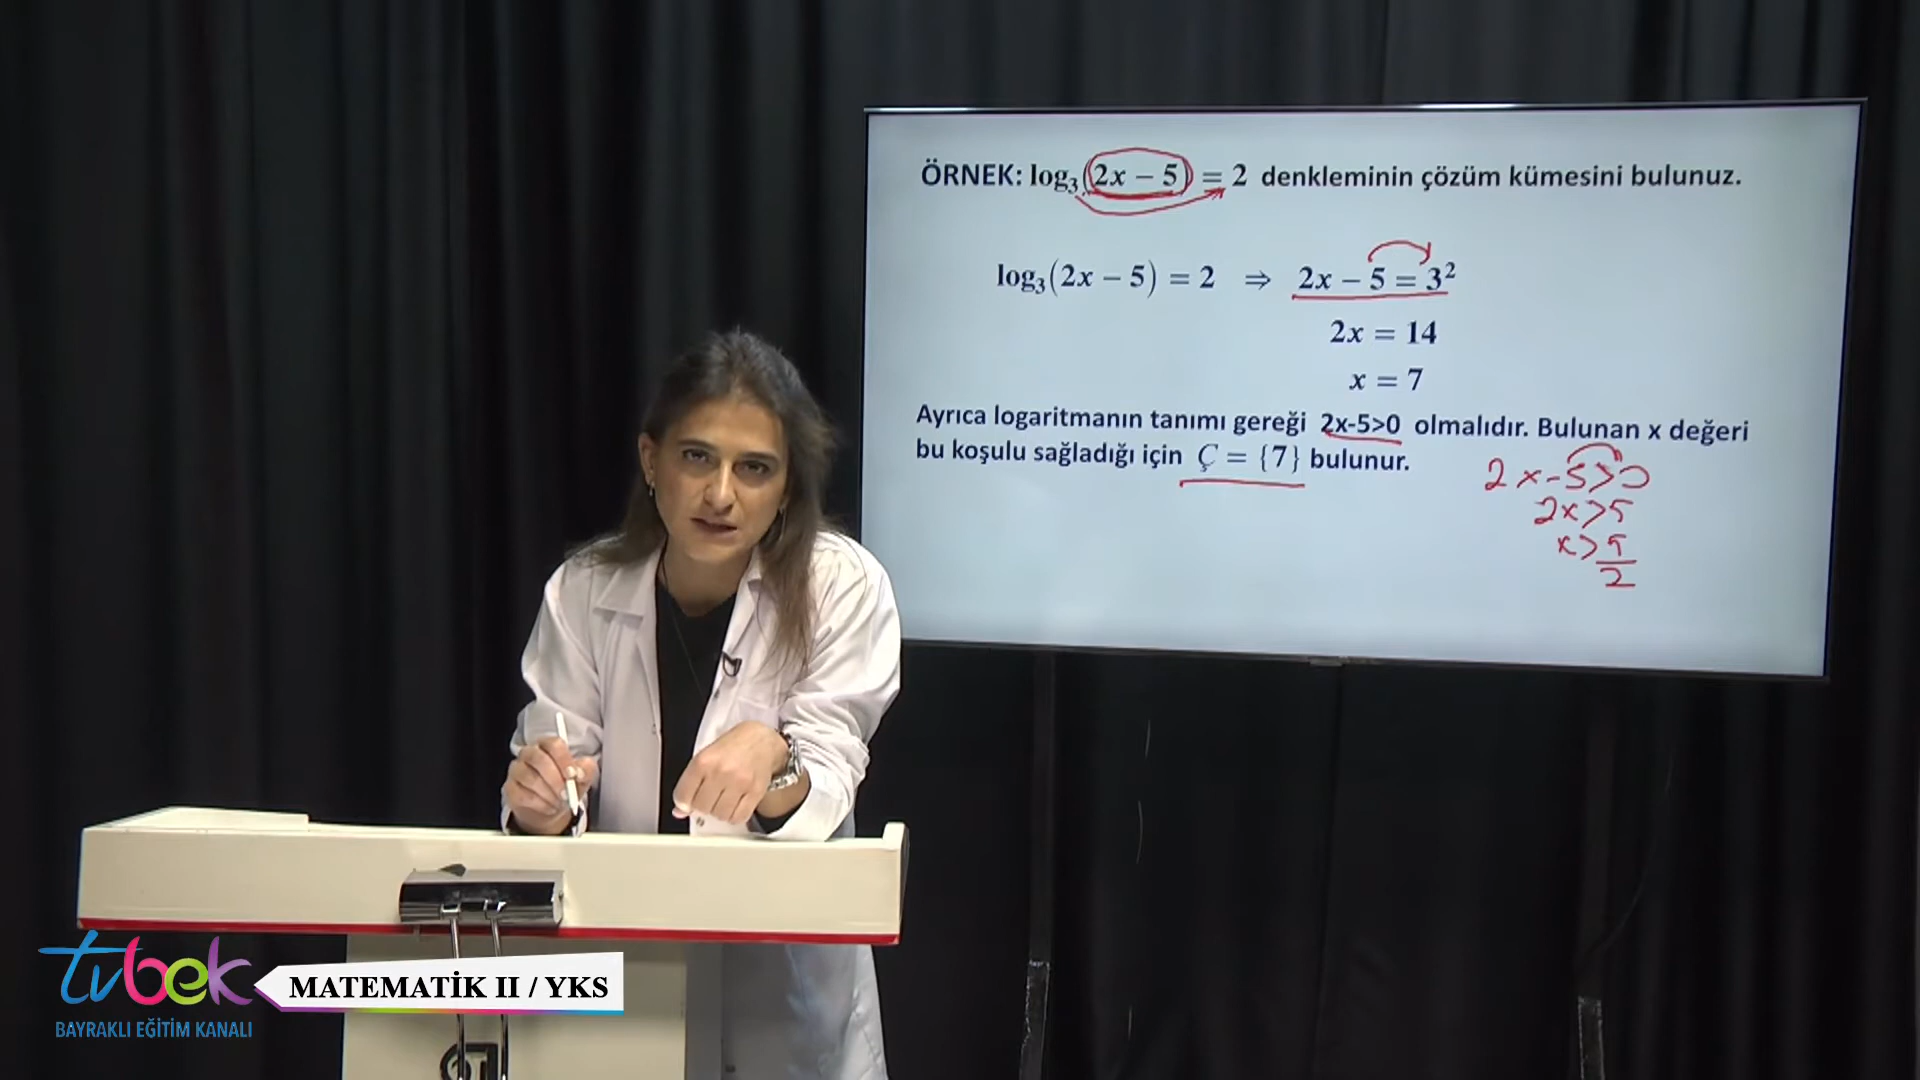 ÖRNEK: log₃(2x − 5) = 2 denkleminin çözüm kümesini bulunuz.
log₃(2x − 5) = 2 ⇒ 2x − 5 = 3²
2x = 14
x = 7
Ayrıca logaritmanın tanımı gereği 2x-5>0 olmalıdır. Bulunan x değeri
bu koşulu sağladığı için Ç = {7} bulunur.
2x-5>0
2x>5
x>5/2
tvbek
MATEMATİK II / YKS
BAYRAKLI EĞİTİM KANALI